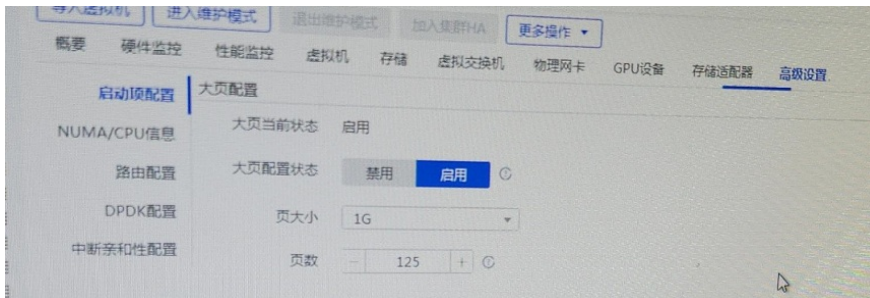 导入虚拟机 进入维护模式 退出维护模式 加入集群HA 更多操作
概要 硬件监控 性能监控 虚拟机 存储 虚拟交换机 物理网卡 GPU设备 存储适配器 高级设置
启动项配置 大页配置
NUMA/CPU信息 大页当前状态 启用
路由配置 大页配置状态 禁用 启用
DPDK配置 页大小 1G
中断亲和性配置 页数 - 125 +